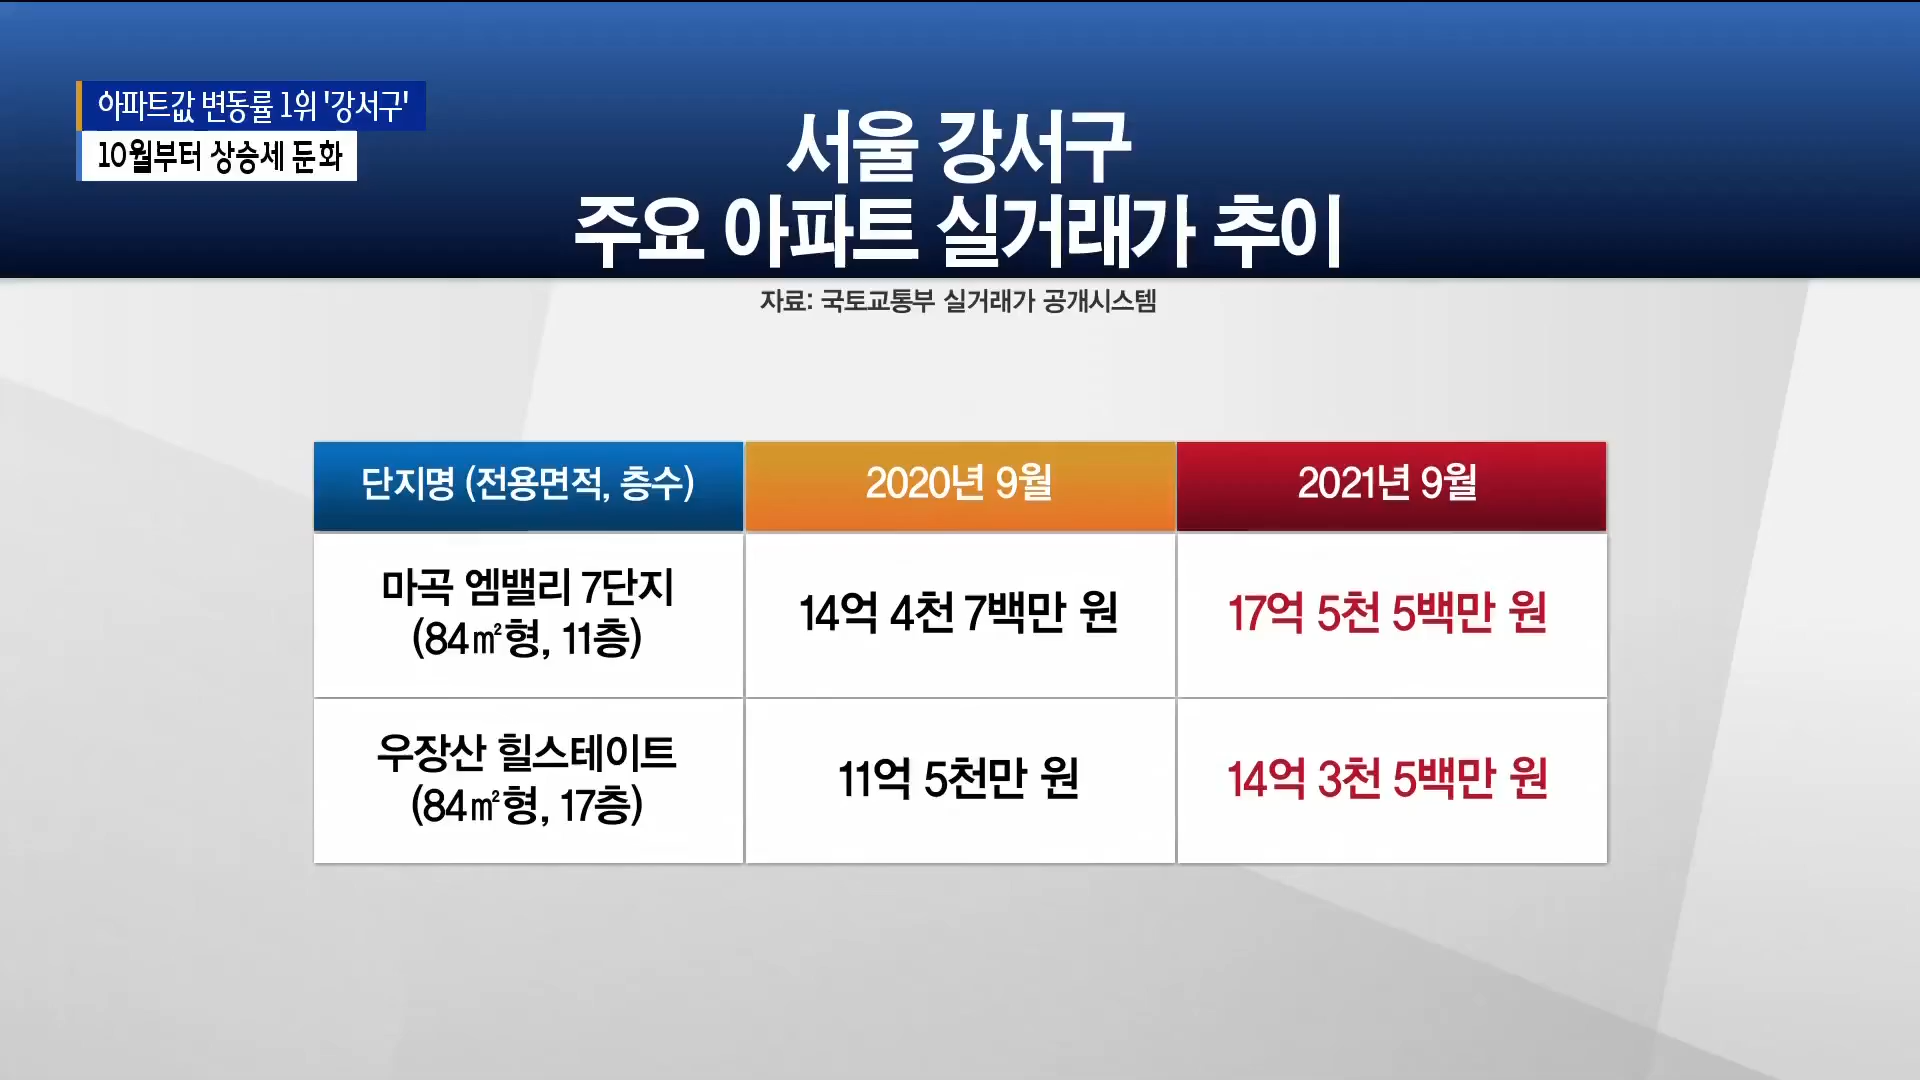 아파트값 변동률 1위 '강서구'
10월부터 상승세 둔화
서울 강서구
주요 아파트 실거래가 추이
자료: 국토교통부 실거래가 공개시스템
단지명 (전용면적, 층수)
2020년 9월
2021년 9월
마곡 엠밸리 7단지
(84㎡형, 11층)
14억 4천 7백만 원
17억 5천 5백만 원
우장산 힐스테이트
(84㎡형, 17층)
11억 5천만 원
14억 3천 5백만 원